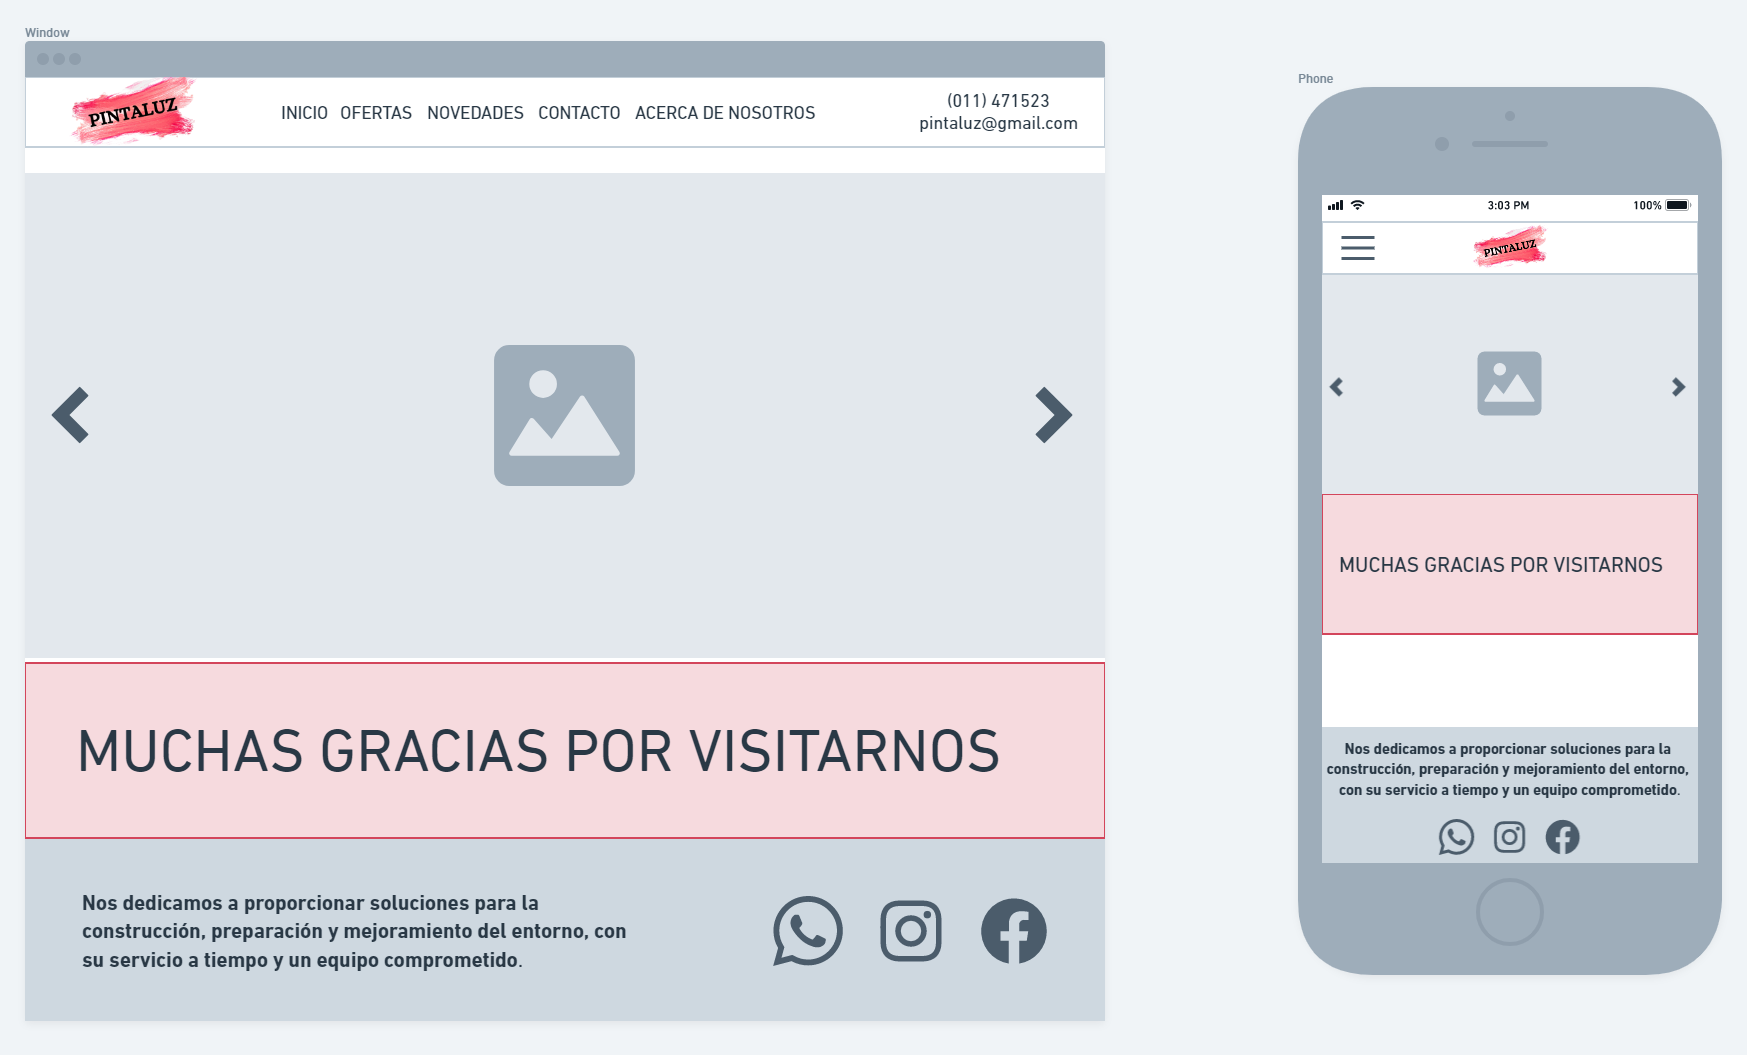 Window
PINTALUZ
INICIO OFERTAS NOVEDADES CONTACTO ACERCA DE NOSOTROS
(011) 471523
pintaluz@gmail.com
MUCHAS GRACIAS POR VISITARNOS
Nos dedicamos a proporcionar soluciones para la
construcción, preparación y mejoramiento del entorno, con
su servicio a tiempo y un equipo comprometido.
Phone
3:03 PM
100%
PINTALUZ
MUCHAS GRACIAS POR VISITARNOS
Nos dedicamos a proporcionar soluciones para la
construcción, preparación y mejoramiento del entorno,
con su servicio a tiempo y un equipo comprometido.